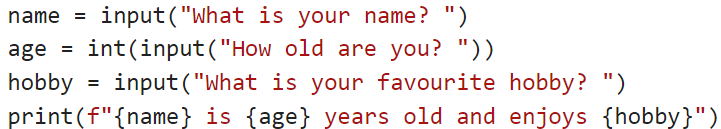 name = input("What is your name? ")
age = int(input("How old are you? "))
hobby = input("What is your favourite hobby? ")
print(f"{name} is {age} years old and enjoys {hobby}")